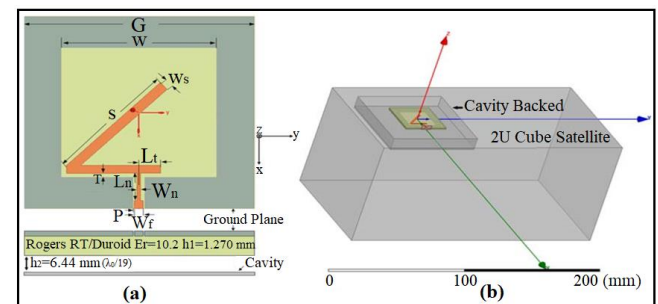 G
W
Ws
S
Lt
T
Ln
Wn
P
Wf
z
y
x
Ground Plane
Rogers RT/Duroid Er=10.2 h1=1.270 mm
h2=6.44 mm(λ0/19)
Cavity
(a)
z
Cavity Backed
2U Cube Satellite
0
100
200 (mm)
(b)